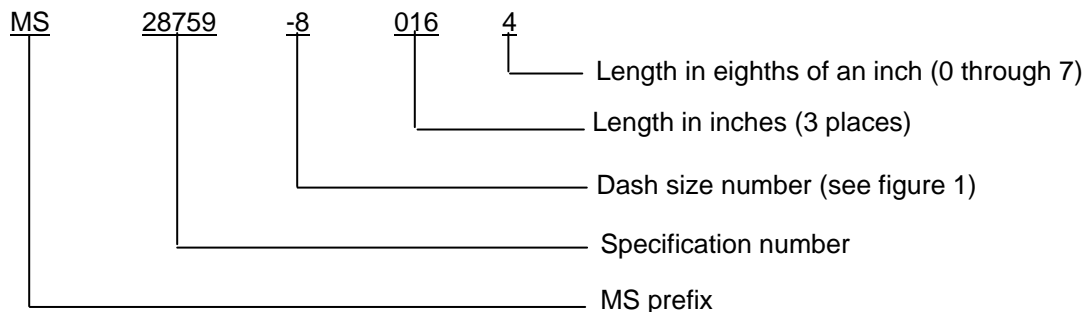 MS 28759 -8 016 4
Length in eighths of an inch (0 through 7)
Length in inches (3 places)
Dash size number (see figure 1)
Specification number
MS prefix